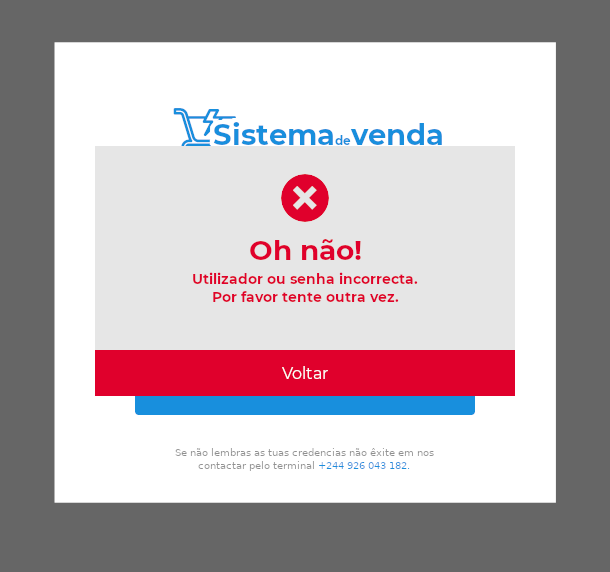 Sistema de venda
Oh não!
Utilizador ou senha incorrecta.
Por favor tente outra vez.
Voltar
Se não lembras as tuas credencias não êxite em nos
contactar pelo terminal +244 926 043 182.